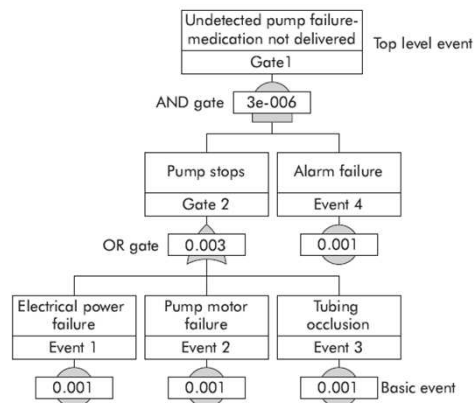 Undetected pump failure-
medication not delivered
Top level event
Gate1
AND gate
3e-006
Pump stops
Alarm failure
Gate 2
Event 4
OR gate
0.003
0.001
Electrical power
failure
Pump motor
failure
Tubing
occlusion
Event 1
Event 2
Event 3
0.001
0.001
0.001
Basic event